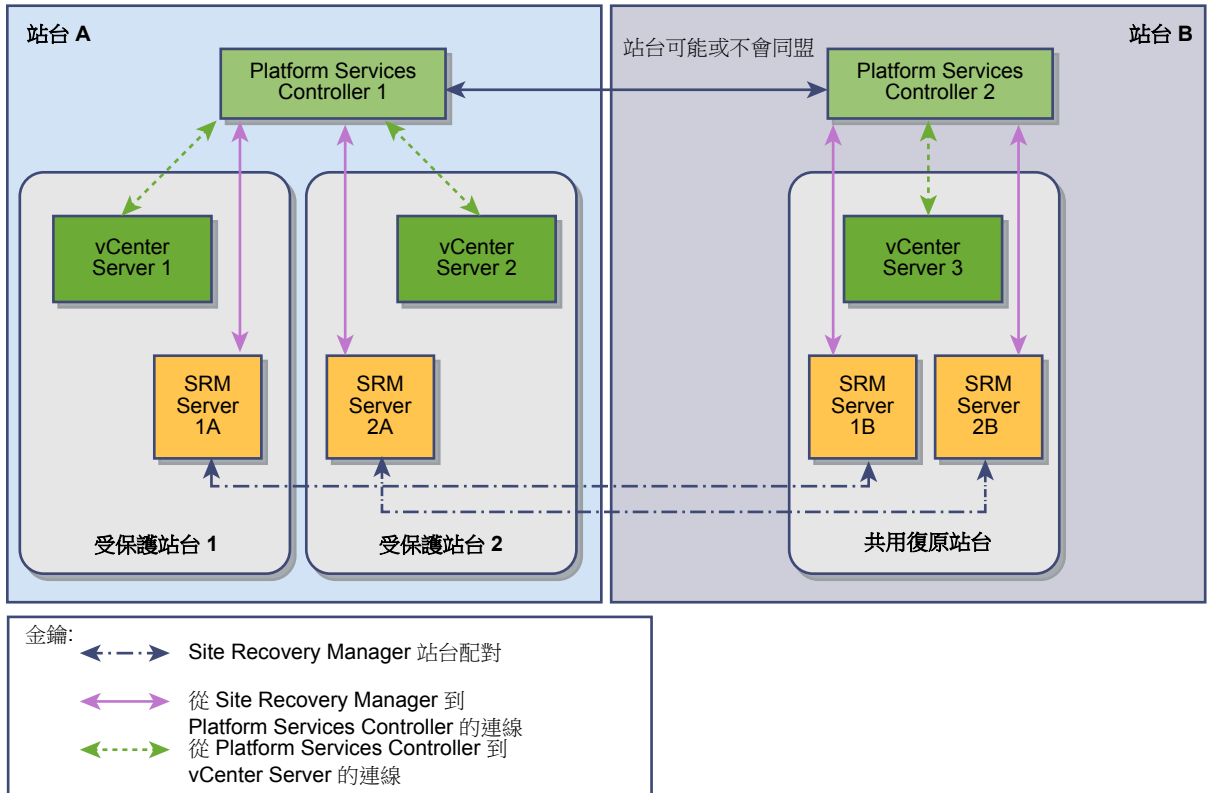 站台 A
站台可能或不會同盟
站台 B
Platform Services
Controller 1
Platform Services
Controller 2
vCenter
Server 1
vCenter
Server 2
vCenter
Server 3
SRM
Server
1A
SRM
Server
2A
SRM
Server
1B
SRM
Server
2B
受保護站台 1
受保護站台 2
共用復原站台
金鑰:
Site Recovery Manager 站台配對
從 Site Recovery Manager 到
Platform Services Controller 的連線
從 Platform Services Controller 到
vCenter Server 的連線